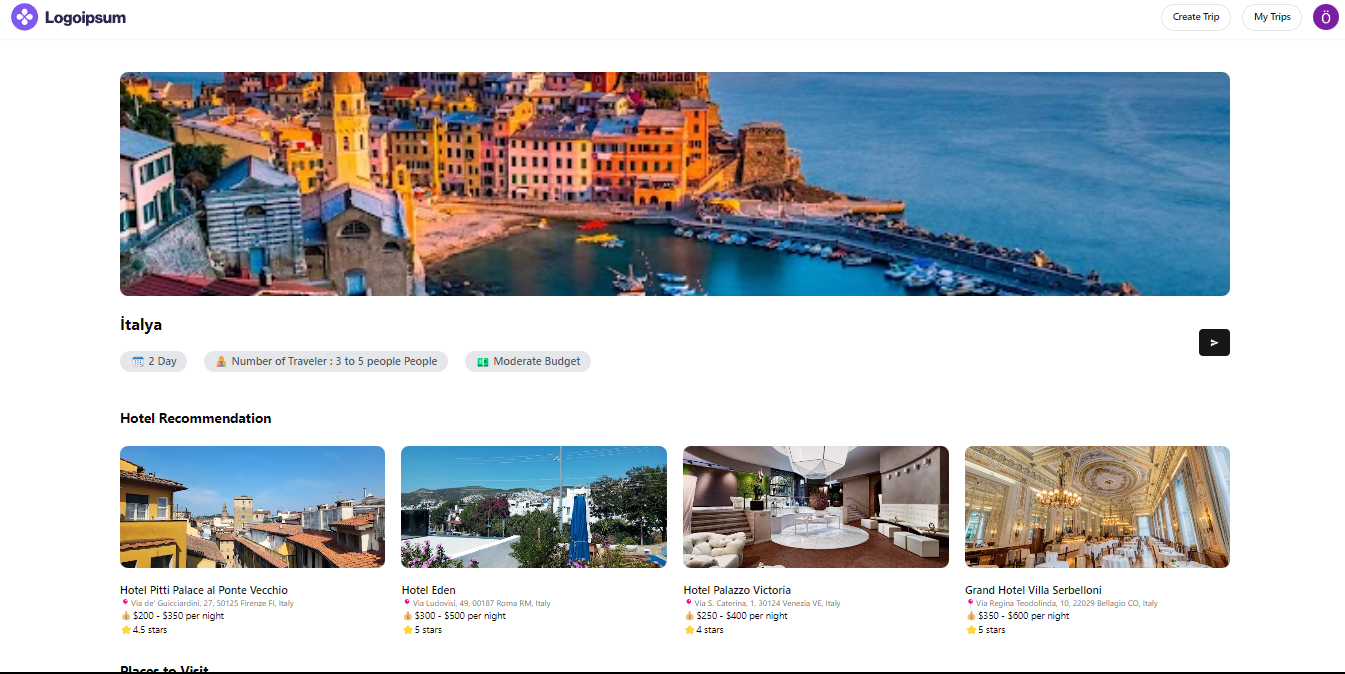 Logoipsum
Create Trip
My Trips
Ö
İtalya
2 Day
Number of Traveler : 3 to 5 people People
Moderate Budget
Hotel Recommendation
Hotel Pitti Palace al Ponte Vecchio
Via de' Guicciardini, 27, 50125 Firenze FI, Italy
$200 - $350 per night
4.5 stars
Hotel Eden
Via Ludovisi, 49, 00187 Roma RM, Italy
$300 - $500 per night
5 stars
Hotel Palazzo Victoria
Via S. Caterina, 1, 30124 Venezia VE, Italy
$250 - $400 per night
4 stars
Grand Hotel Villa Serbelloni
Via Regina Teodolinda, 10, 22029 Bellagio CO, Italy
$350 - $600 per night
5 stars
Places to Visit